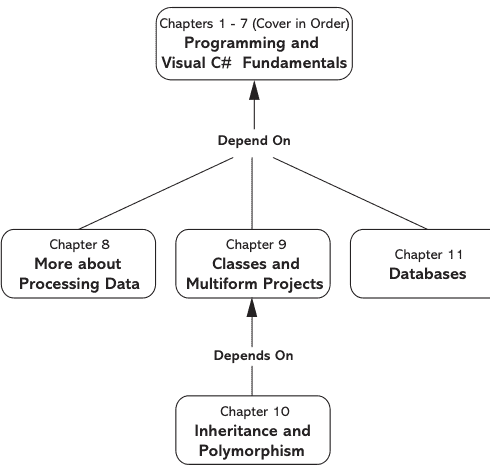 Chapters 1 - 7 (Cover in Order)
Programming and
Visual C# Fundamentals
Depend On
Chapter 8
More about
Processing Data
Chapter 9
Classes and
Multiform Projects
Chapter 11
Databases
Depends On
Chapter 10
Inheritance and
Polymorphism